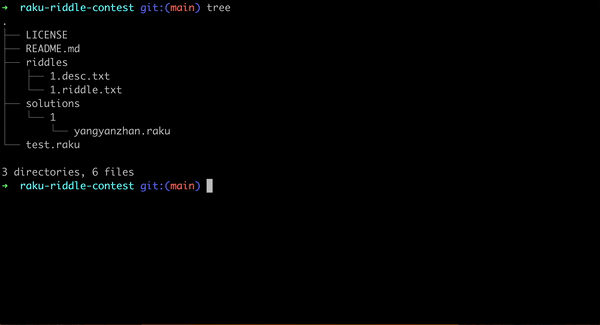 ➜  raku-riddle-contest git:(main) tree
.
├── LICENSE
├── README.md
├── riddles
│   ├── 1.desc.txt
│   └── 1.riddle.txt
├── solutions
│   └── 1
│       └── yangyanzhan.raku
└── test.raku

3 directories, 6 files
➜  raku-riddle-contest git:(main)